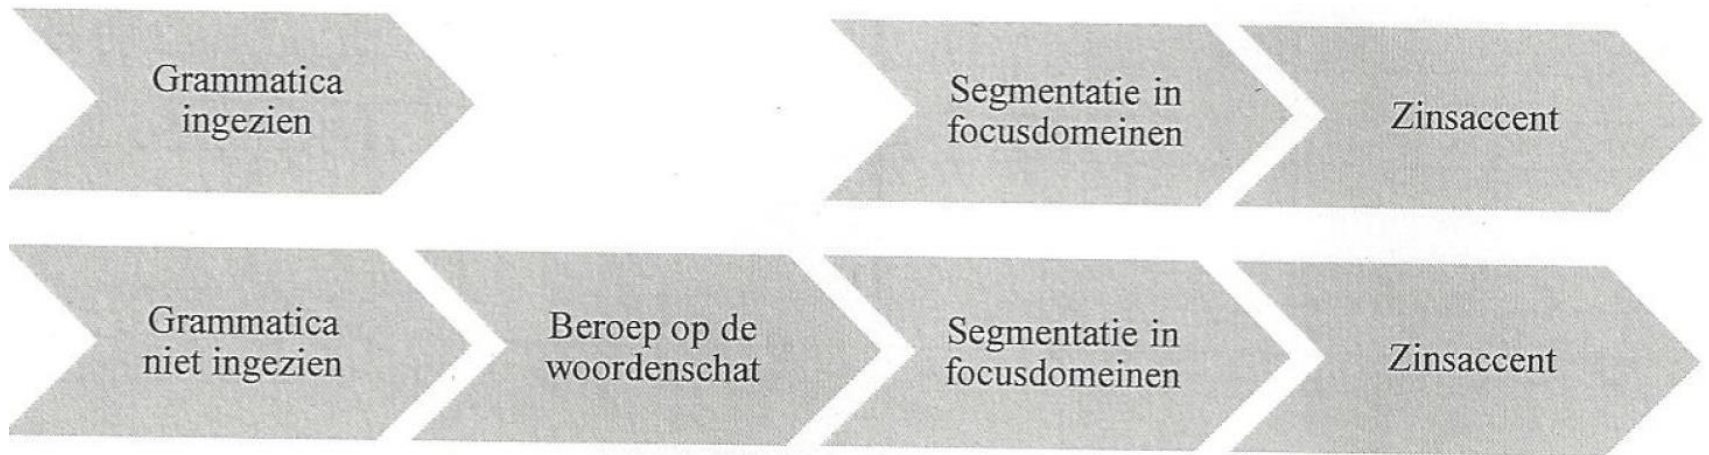 Grammatica
ingezien
Segmentatie in
focusdomeinen
Zinsaccent
Grammatica
niet ingezien
Beroep op de
woordenschat
Segmentatie in
focusdomeinen
Zinsaccent